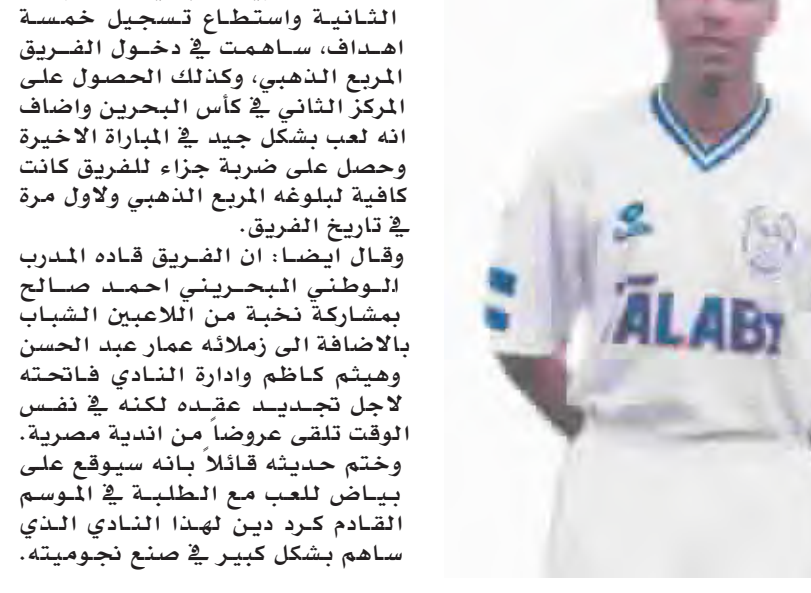 الثانية واستطاع تسجيل خمسة
اهداف، ساهمت في دخول الفريق
المربع الذهبي، وكذلك الحصول على
المركز الثاني في كأس البحرين واضاف
انه لعب بشكل جيد في المباراة الاخيرة
وحصل على ضربة جزاء للفريق كانت
كافية لبلوغه المربع الذهبي ولاول مرة
في تاريخ الفريق.
وقال ايضا: ان الفريق قاده المدرب
الوطني البحريني احمد صالح
بمشاركة نخبة من اللاعبين الشباب
بالاضافة الى زملائه عمار عبد الحسن
وهيثم كاظم وادارة النادي فاتحته
لاجل تجديد عقده لكنه في نفس
الوقت تلقى عروضاً من اندية مصرية.
وختم حديثه قائلاً بانه سيوقع على
بياض للعب مع الطلبة في الموسم
القادم كرد دين لهذا النادي الذي
ساهم بشكل كبير في صنع نجوميته.
ALABI